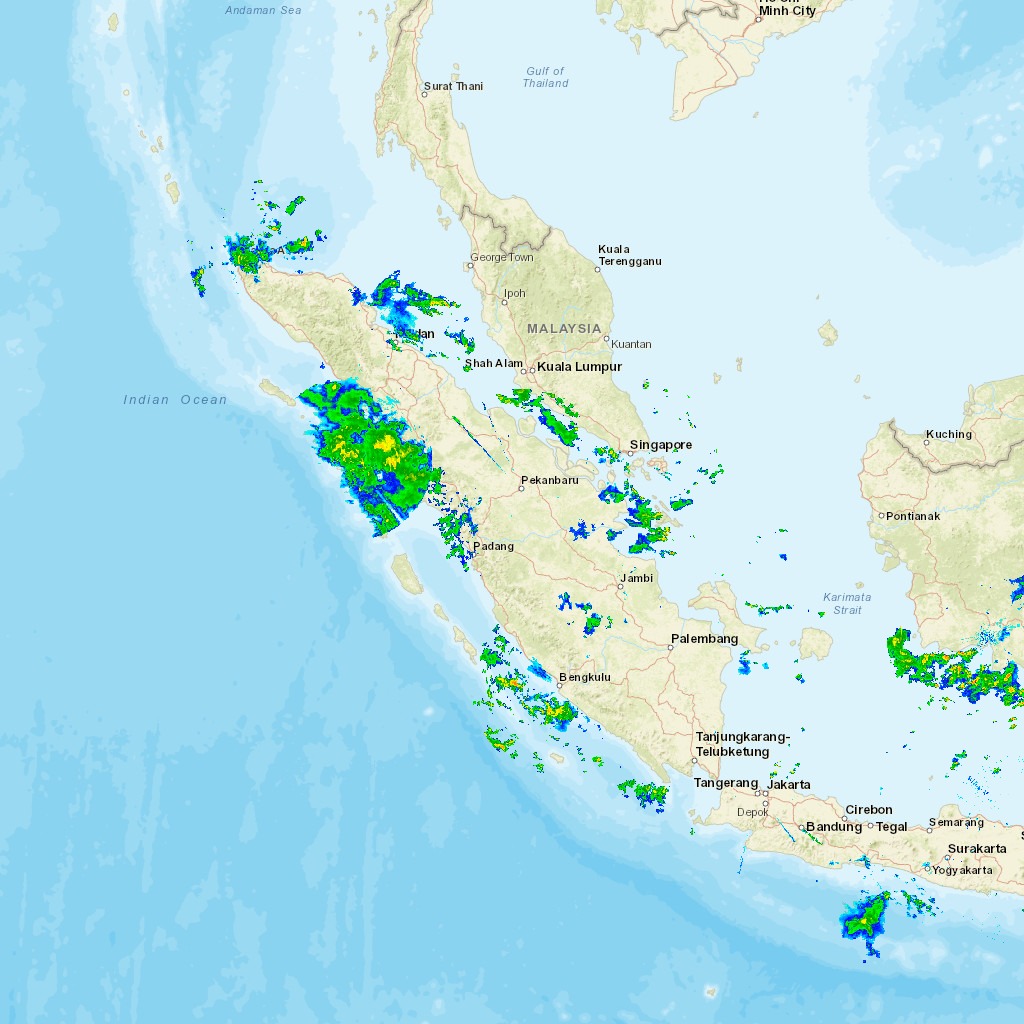 Andaman Sea
Minh City
Gulf of
Thailand
Surat Thani
Kuala
Terengganu
George Town
Ipoh
MALAYSIA
Kuantan
Shah Alam
Kuala Lumpur
Indian Ocean
Kuching
Singapore
Pekanbaru
Pontianak
Padang
Jambi
Karimata
Strait
Palembang
Bengkulu
Tanjungkarang-
Telubketung
Tangerang
Jakarta
Depok
Cirebon
Bandung
Tegal
Semarang
Surakarta
Yogyakarta